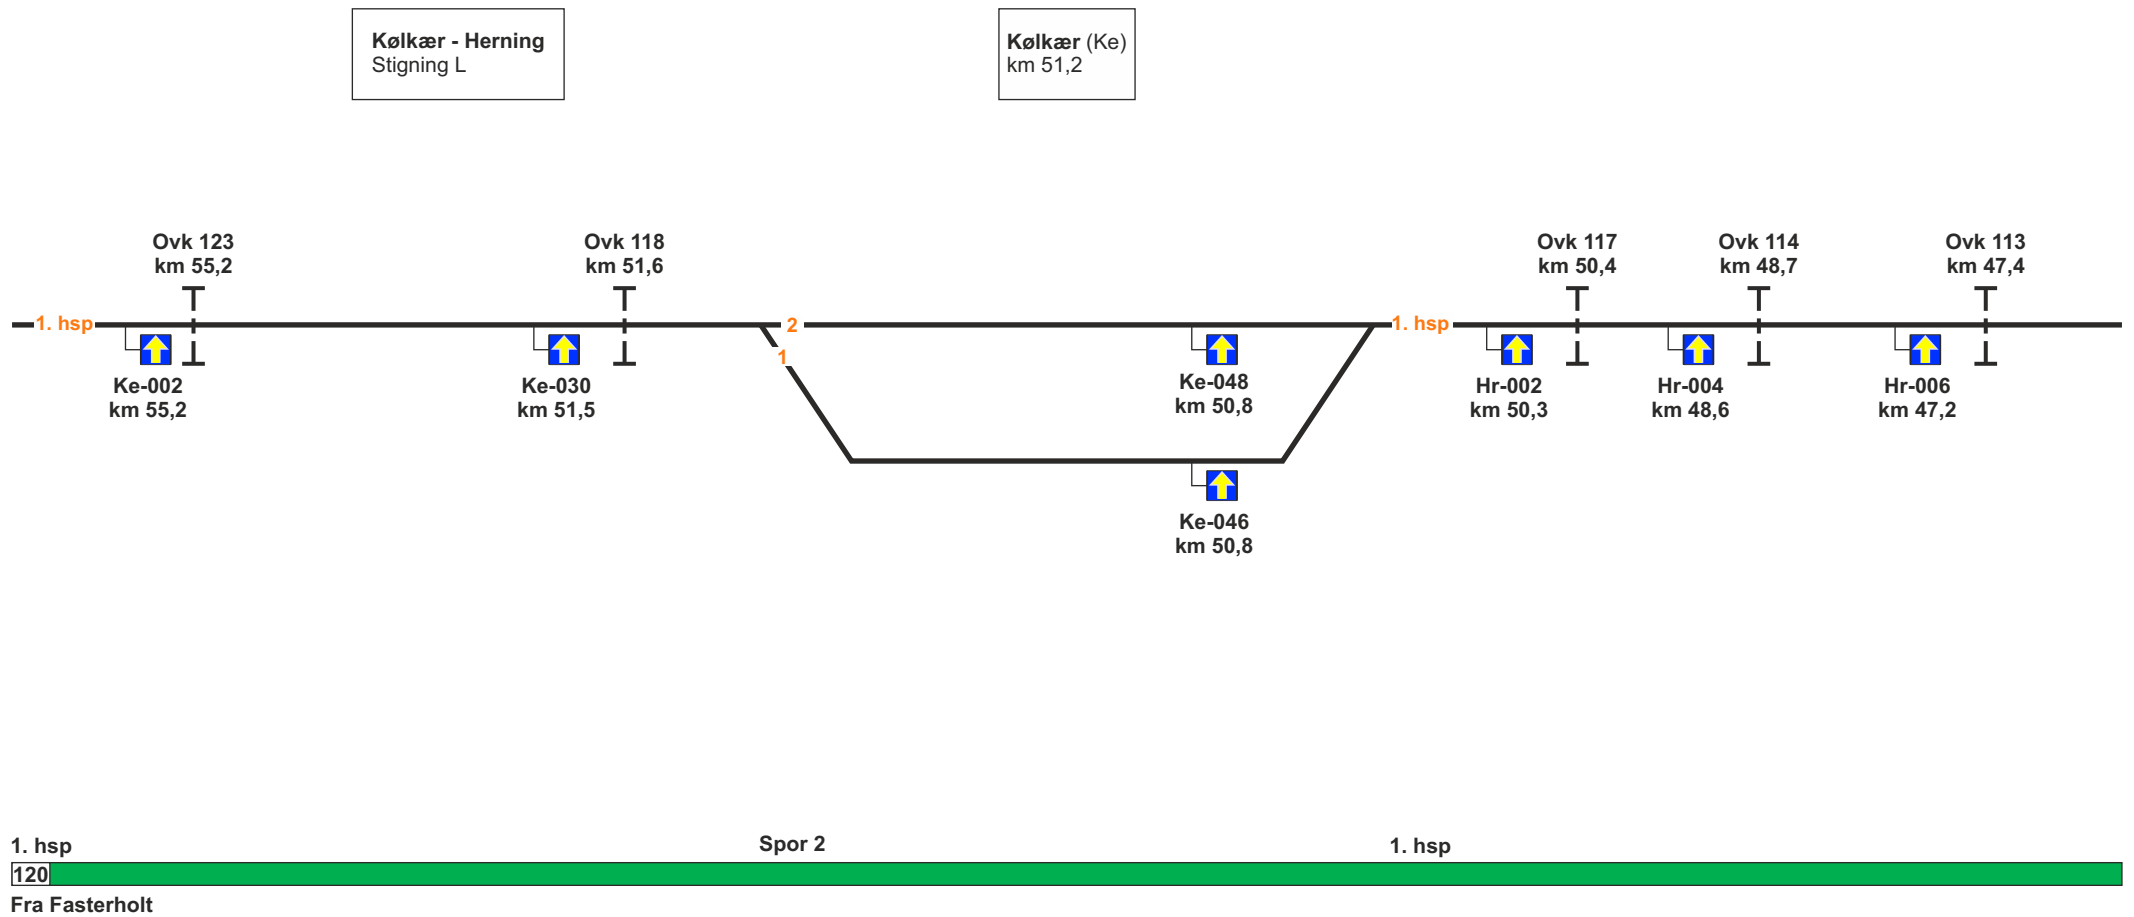 Kølkær - Herning
Stigning L
Kølkær (Ke)
km 51,2
Ovk 123
km 55,2
Ovk 118
km 51,6
Ovk 117
km 50,4
Ovk 114
km 48,7
Ovk 113
km 47,4
1. hsp
2
1. hsp
1
Ke-002
km 55,2
Ke-030
km 51,5
Ke-048
km 50,8
Hr-002
km 50,3
Hr-004
km 48,6
Hr-006
km 47,2
Ke-046
km 50,8
1. hsp
Spor 2
1. hsp
120
Fra Fasterholt